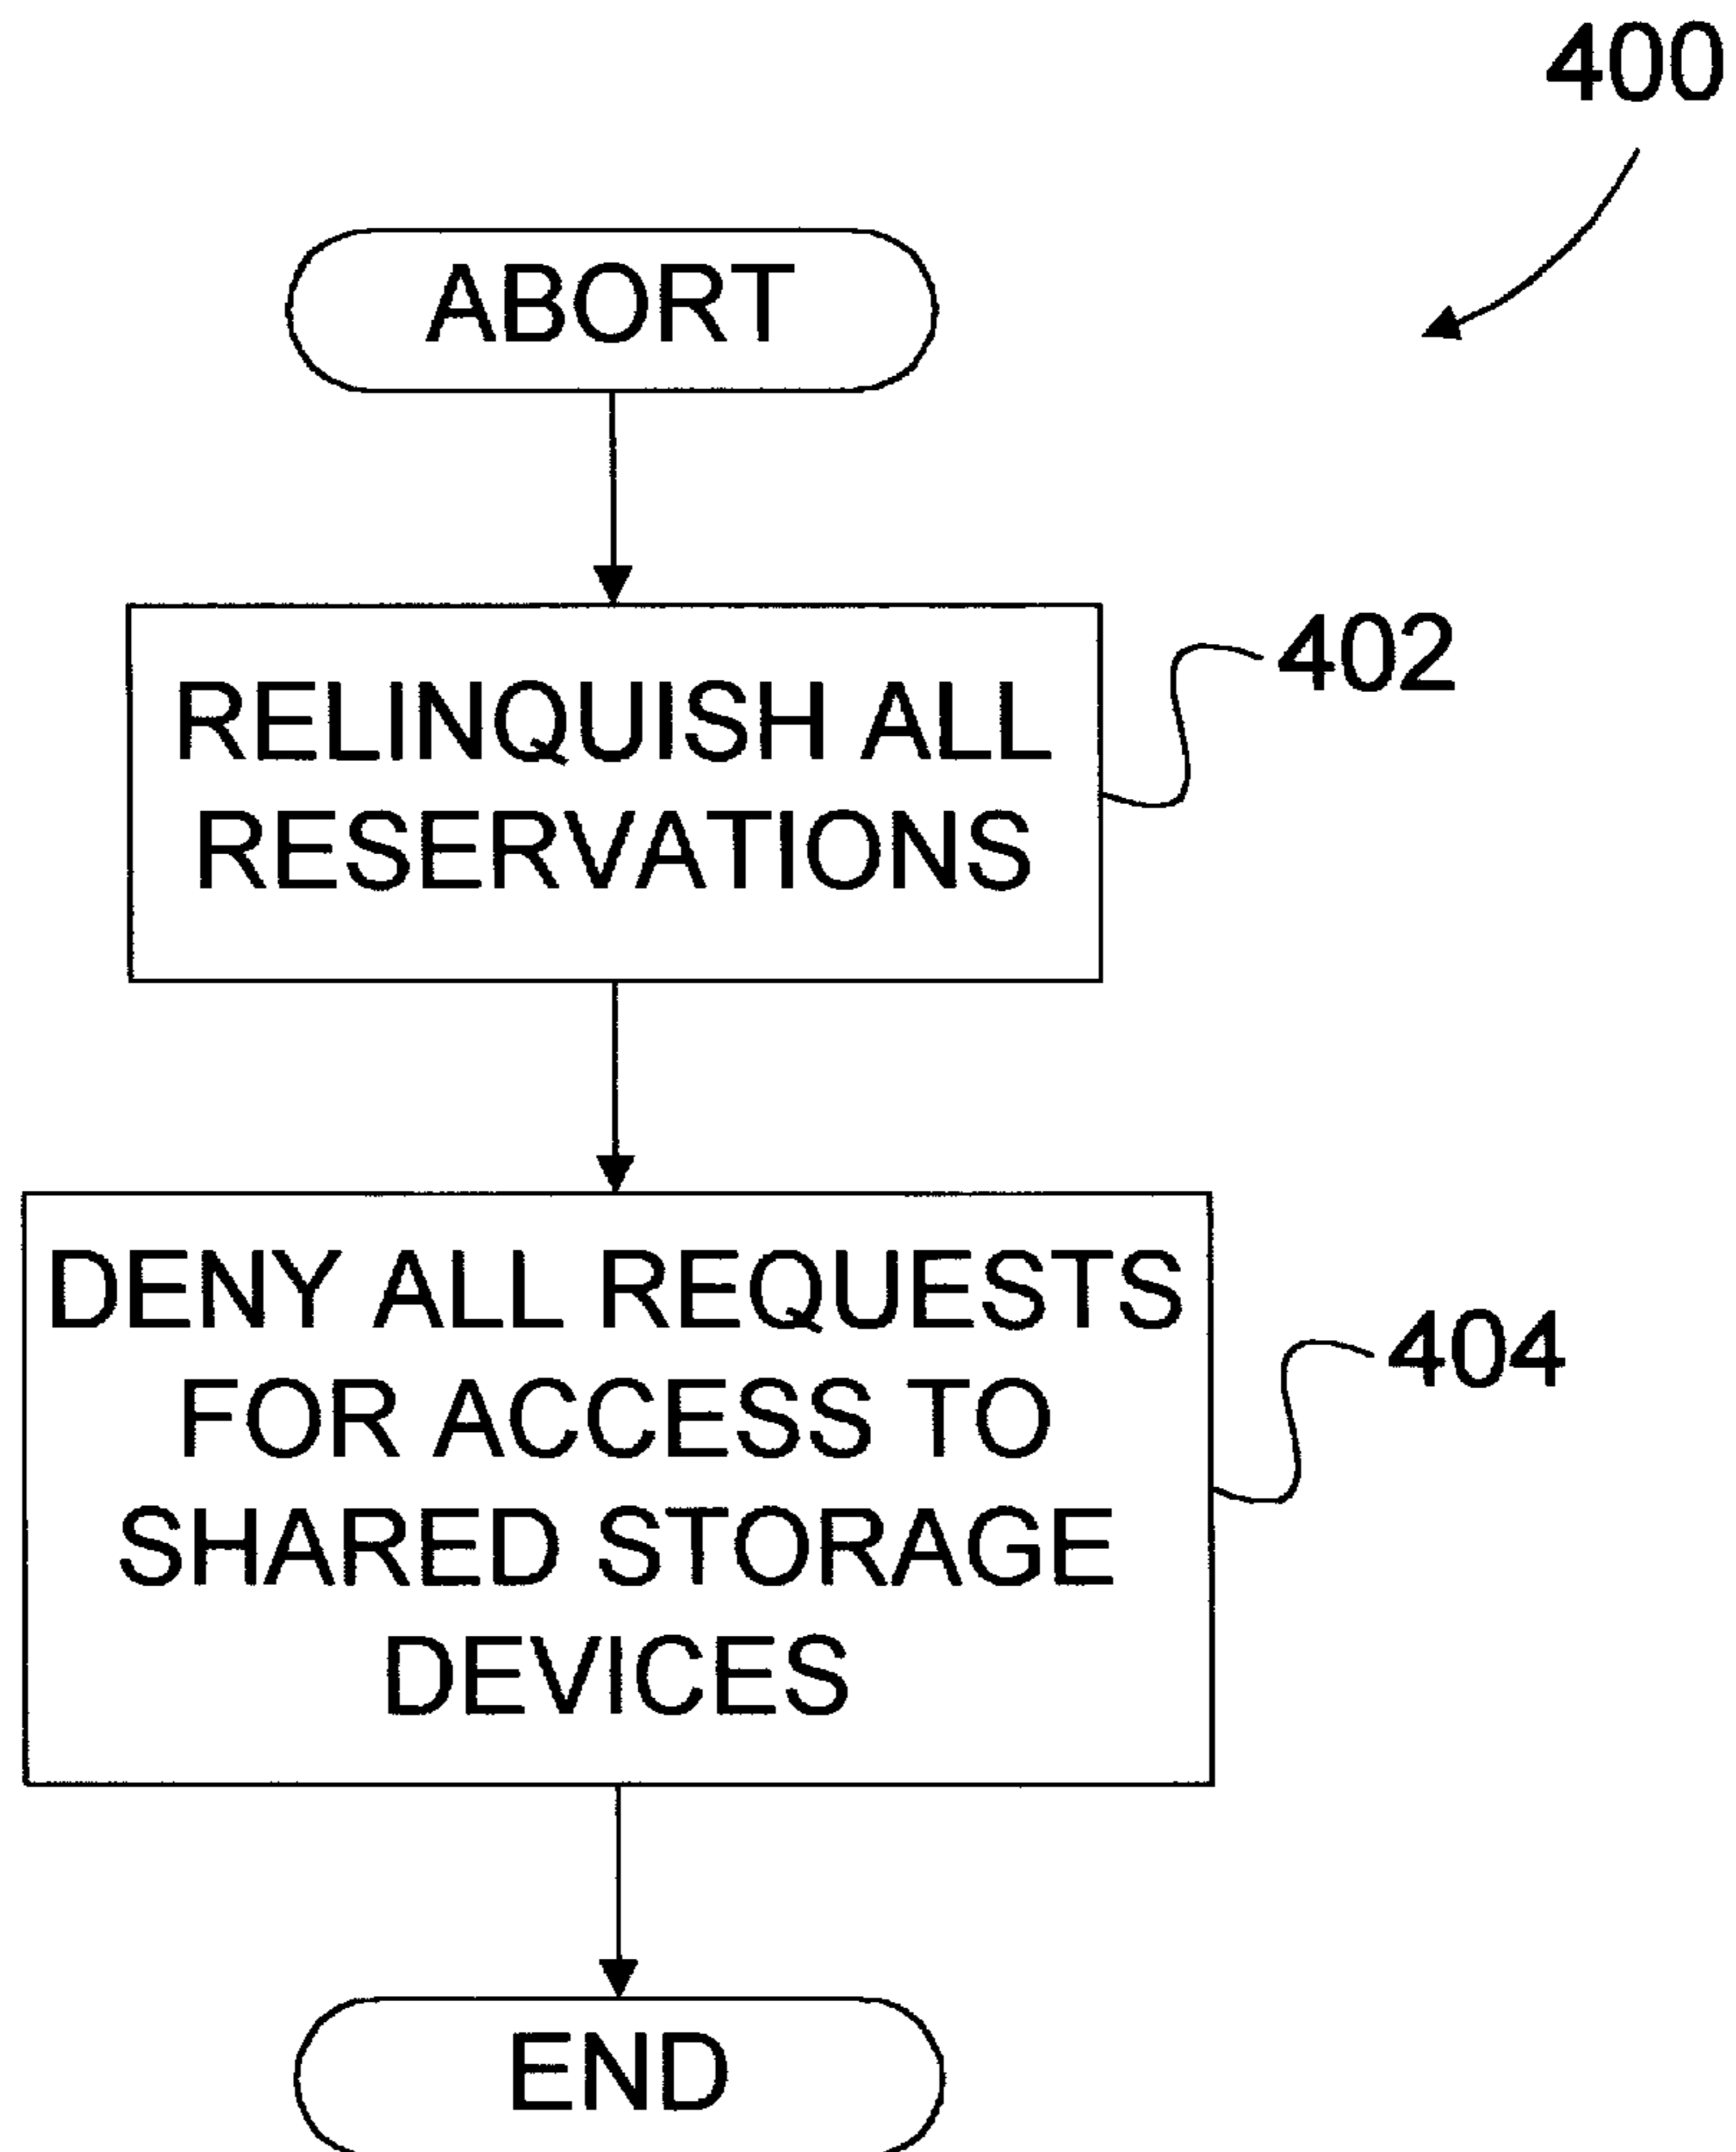 400
ABORT
RELINQUISH ALL
RESERVATIONS
402
DENY ALL REQUESTS
FOR ACCESS TO
SHARED STORAGE
DEVICES
404
END